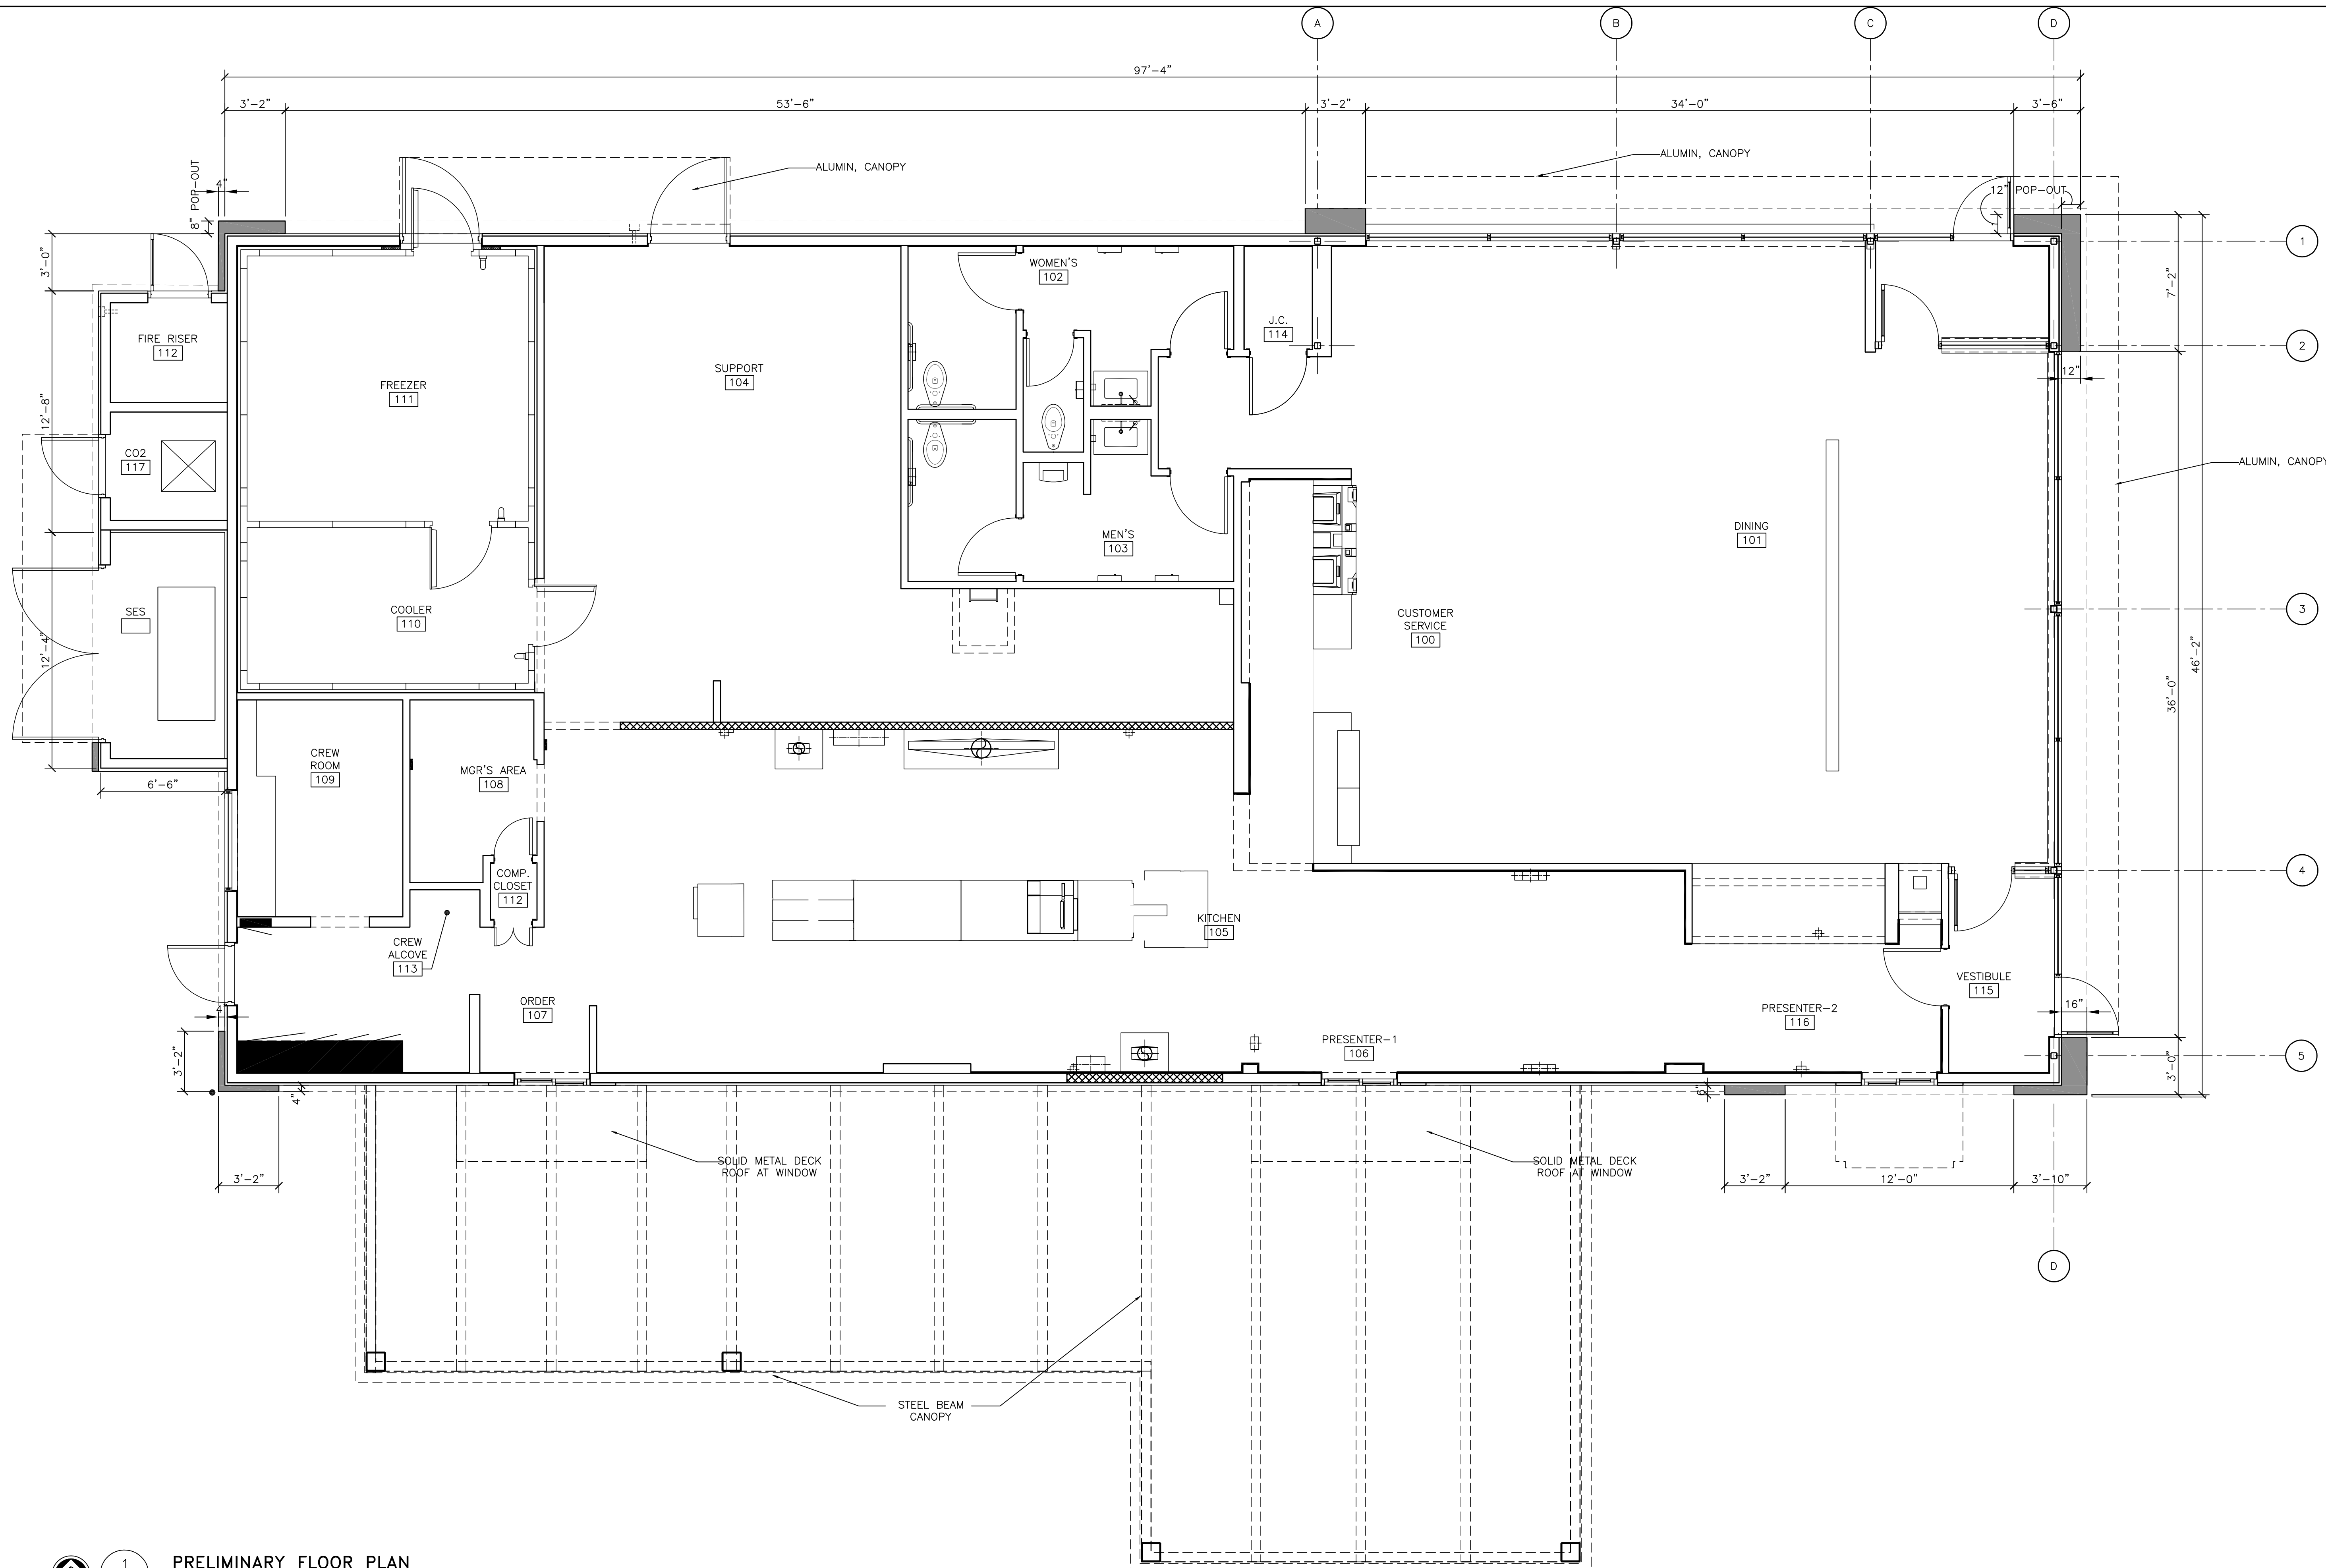 A
B
C
D
97'-4"
3'-2"
53'-6"
3'-2"
34'-0"
3'-6"
ALUMIN, CANOPY
ALUMIN, CANOPY
8" POP-OUT
4"
12" POP-OUT
1
3'-0"
WOMEN'S
102
7'-2"
FIRE RISER
112
J.C.
114
2
SUPPORT
104
FREEZER
111
12"
12'-8"
CO2
117
ALUMIN, CANOPY
MEN'S
103
DINING
101
SES
COOLER
110
CUSTOMER
SERVICE
100
3
12'-4"
46'-2"
36'-0"
CREW
ROOM
109
MGR'S AREA
108
6'-6"
COMP.
CLOSET
112
4
KITCHEN
105
CREW
ALCOVE
113
VESTIBULE
115
ORDER
107
16"
4"
PRESENTER-2
116
PRESENTER-1
106
5
3'-2"
3'-0"
4"
6"
SOLID METAL DECK
ROOF AT WINDOW
SOLID METAL DECK
ROOF AT WINDOW
3'-2"
3'-2"
12'-0"
3'-10"
D
STEEL BEAM
CANOPY
1
PRELIMINARY FLOOR PLAN